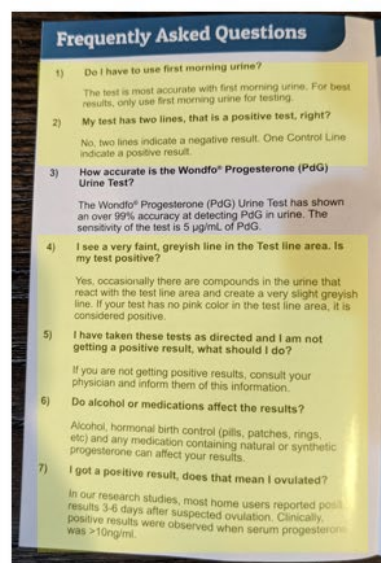 Frequently Asked Questions
1) Do I have to use first morning urine?
The test is most accurate with first morning urine. For best
results, only use first morning urine for testing.
2) My test has two lines, that is a positive test, right?
No, two lines indicate a negative result. One Control Line
indicate a positive result.
3) How accurate is the Wondfo® Progesterone (PdG)
Urine Test?
The Wondfo® Progesterone (PdG) Urine Test has shown
an over 99% accuracy at detecting PdG in urine. The
sensitivity of the test is 5 µg/mL of PdG.
4) I see a very faint, greyish line in the Test line area. Is
my test positive?
Yes, occasionally there are compounds in the urine that
react with the test line area and create a very slight greyish
line. If your test has no pink color in the test line area, it is
considered positive.
5) I have taken these tests as directed and I am not
getting a positive result, what should I do?
If you are not getting positive results, consult your
physician and inform them of this information.
6) Do alcohol or medications affect the results?
Alcohol, hormonal birth control (pills, patches, rings,
etc) and any medication containing natural or synthetic
progesterone can affect your results.
7) I got a positive result, does that mean I ovulated?
In our research studies, most home users reported
results 3-6 days after suspected ovulation. Clinically,
positive results were observed when serum progesterone
was >10ng/ml.